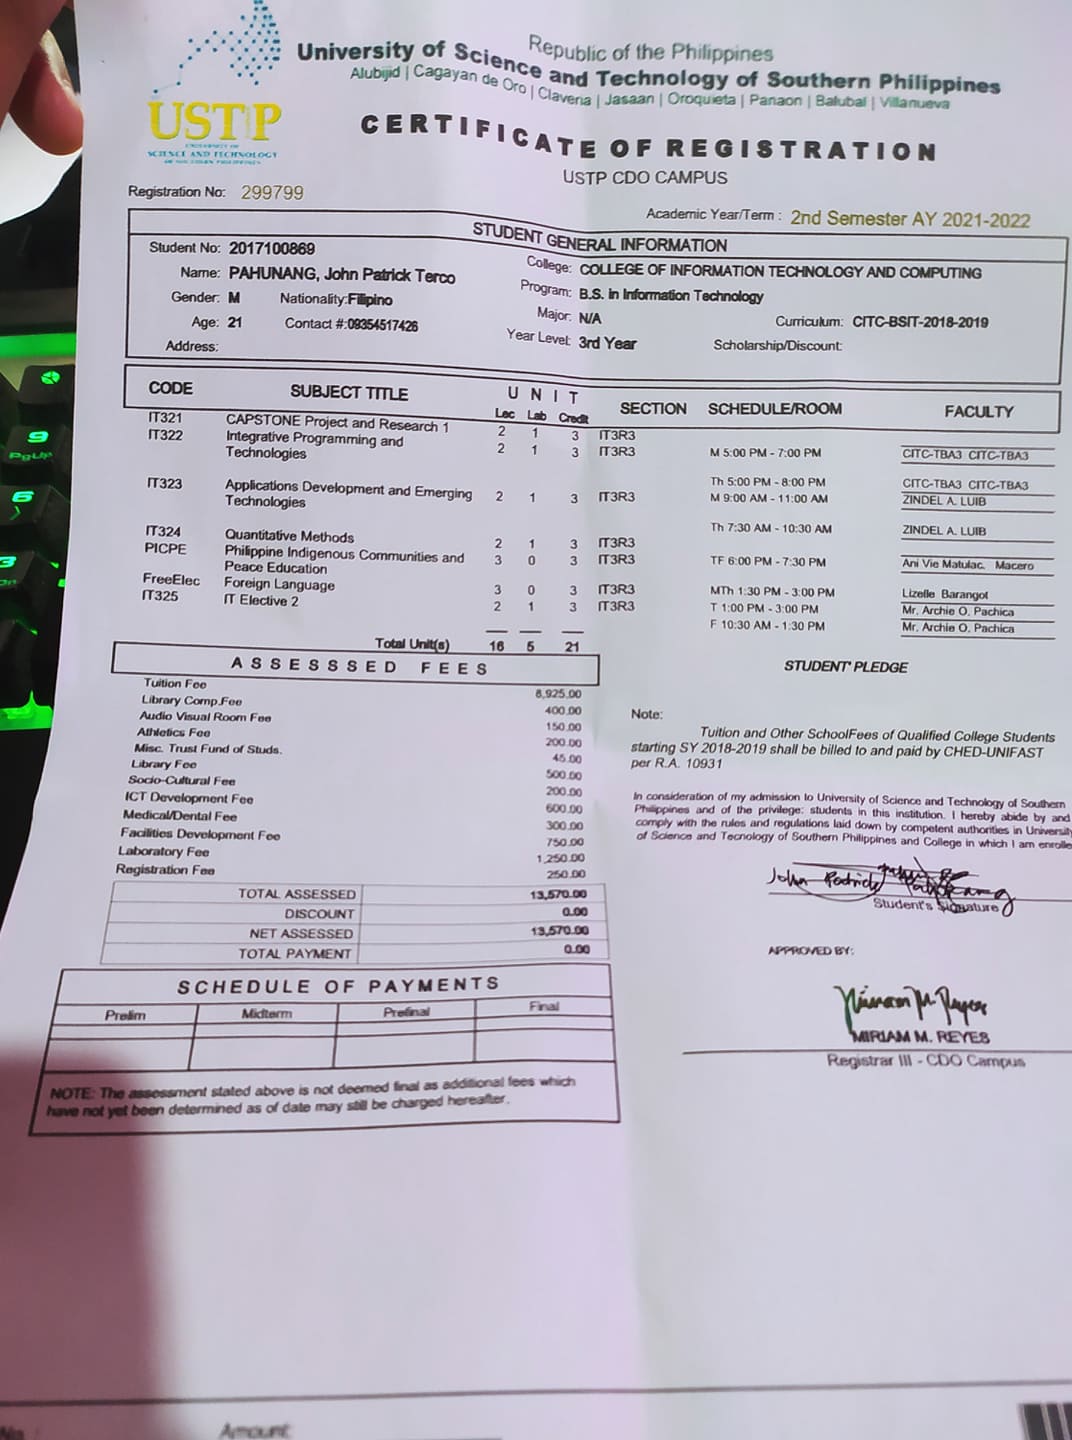 Republic of the Philippines
University of Science and Technology of Southern Philippines
Alubijid | Cagayan de Oro | Claveria | Jasaan | Oroquieta | Panaon | Balubal | Villanueva
USTP
UNIVERSITY OF
SCIENCE AND TECHNOLOGY
OF SOUTHERN PHILIPPINES
CERTIFICATE OF REGISTRATION
USTP CDO CAMPUS
Registration No: 299799
Academic Year/Term : 2nd Semester AY 2021-2022
STUDENT GENERAL INFORMATION
Student No: 2017100869
College: COLLEGE OF INFORMATION TECHNOLOGY AND COMPUTING
Name: PAHUNANG, John Patrick Terco
Program: B.S. in Information Technology
Gender: M Nationality:Filipino
Major: N/A Curriculum: CITC-BSIT-2018-2019
Age: 21 Contact #:09354517426
Year Level: 3rd Year Scholarship/Discount:
Address:
CODE SUBJECT TITLE UNIT SECTION SCHEDULE/ROOM FACULTY
Lec Lab Credit
IT321 CAPSTONE Project and Research 1 2 1 3 IT3R3
IT322 Integrative Programming and Technologies 2 1 3 IT3R3 M 5:00 PM - 7:00 PM CITC-TBA3 CITC-TBA3
Th 5:00 PM - 8:00 PM CITC-TBA3 CITC-TBA3
IT323 Applications Development and Emerging Technologies 2 1 3 IT3R3 M 9:00 AM - 11:00 AM ZINDEL A. LUIB
Th 7:30 AM - 10:30 AM ZINDEL A. LUIB
IT324 Quantitative Methods 2 1 3 IT3R3
PICPE Philippine Indigenous Communities and Peace Education 3 0 3 IT3R3 TF 6:00 PM - 7:30 PM Ani Vie Matulac, Macero
FreeElec Foreign Language 3 0 3 IT3R3 MTh 1:30 PM - 3:00 PM Lizelle Barangot
IT325 IT Elective 2 2 1 3 IT3R3 T 1:00 PM - 3:00 PM Mr. Archie O. Pachica
F 10:30 AM - 1:30 PM Mr. Archie O. Pachica
Total Unit(s) 16 5 21
ASSESSSED FEES
Tuition Fee 8,925.00
Library Comp.Fee 400.00
Audio Visual Room Fee 150.00
Athletics Fee 200.00
Misc. Trust Fund of Studs. 45.00
Library Fee 500.00
Socio-Cultural Fee 200.00
ICT Development Fee 600.00
Medical/Dental Fee 300.00
Facilities Development Fee 750.00
Laboratory Fee 1,250.00
Registration Fee 250.00
TOTAL ASSESSED 13,570.00
DISCOUNT 0.00
NET ASSESSED 13,570.00
TOTAL PAYMENT 0.00
SCHEDULE OF PAYMENTS
Prelim Midterm Prefinal Final
NOTE: The assessment stated above is not deemed final as additional fees which
have not yet been determined as of date may still be charged hereafter.
STUDENT' PLEDGE
Note:
Tuition and Other SchoolFees of Qualified College Students
starting SY 2018-2019 shall be billed to and paid by CHED-UNIFAST
per R.A. 10931
In consideration of my admission to University of Science and Technology of Southern
Philippines and of the privilege: students in this institution. I hereby abide by and
comply with the rules and regulations laid down by competent authorities in University
of Science and Tecnology of Southern Philippines and College in which I am enrolle
John
Student's Signature
APPROVED BY:
Miriam M. Reyes
MIRIAM M. REYES
Registrar III - CDO Campus
Amount
9
PgUp
6
3